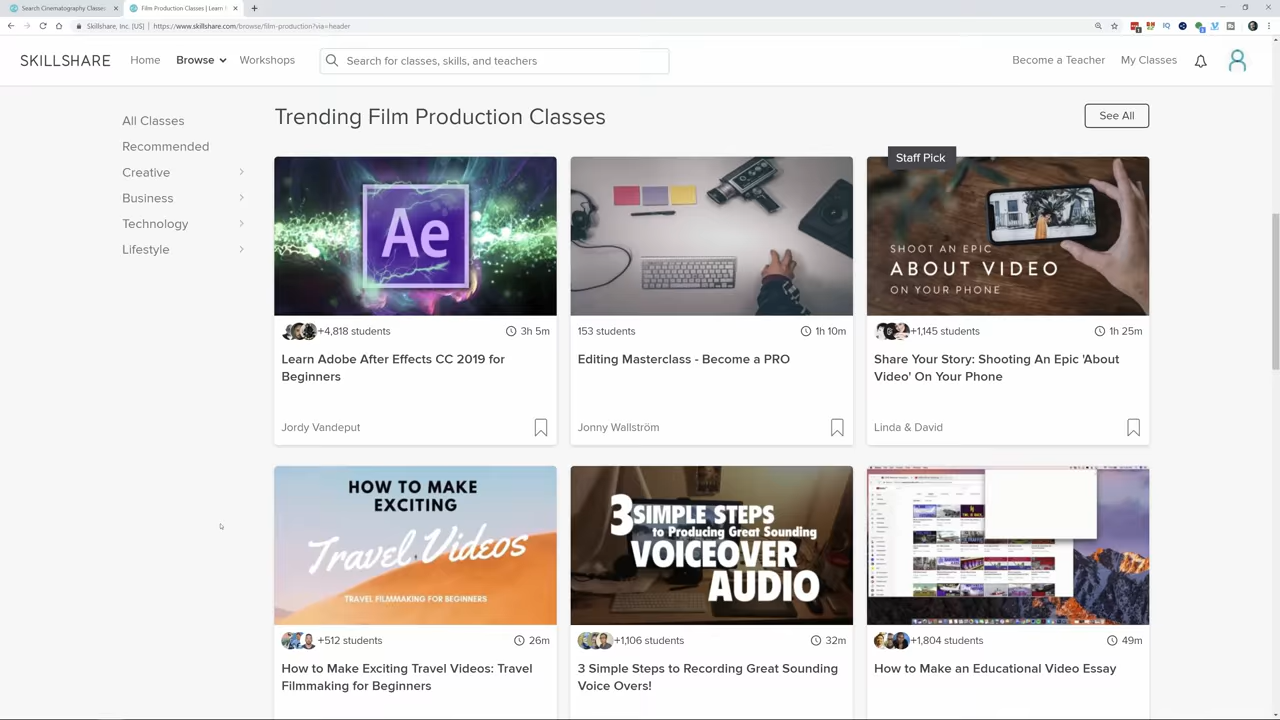 Search Cinematography Classes
Film Production Classes | Learn
Skillshare, Inc. [US] | https://www.skillshare.com/browse/film-production?via=header
SKILLSHARE
Home
Browse
Workshops
Search for classes, skills, and teachers
Become a Teacher
My Classes
All Classes
Recommended
Creative
Business
Technology
Lifestyle
Trending Film Production Classes
See All
Ae
+4,818 students
3h 5m
Learn Adobe After Effects CC 2019 for
Beginners
Jordy Vandeput
153 students
1h 10m
Editing Masterclass - Become a PRO
Jonny Wallström
Staff Pick
SHOOT AN EPIC
ABOUT VIDEO
ON YOUR PHONE
+1,145 students
1h 25m
Share Your Story: Shooting An Epic 'About
Video' On Your Phone
Linda & David
HOW TO MAKE
EXCITING
Travel Videos
TRAVEL FILMMAKING FOR BEGINNERS
+512 students
26m
How to Make Exciting Travel Videos: Travel
Filmmaking for Beginners
3 SIMPLE STEPS
to Producing Great Sounding
VOICEOVER
AUDIO
+1,106 students
32m
3 Simple Steps to Recording Great Sounding
Voice Overs!
+1,804 students
49m
How to Make an Educational Video Essay